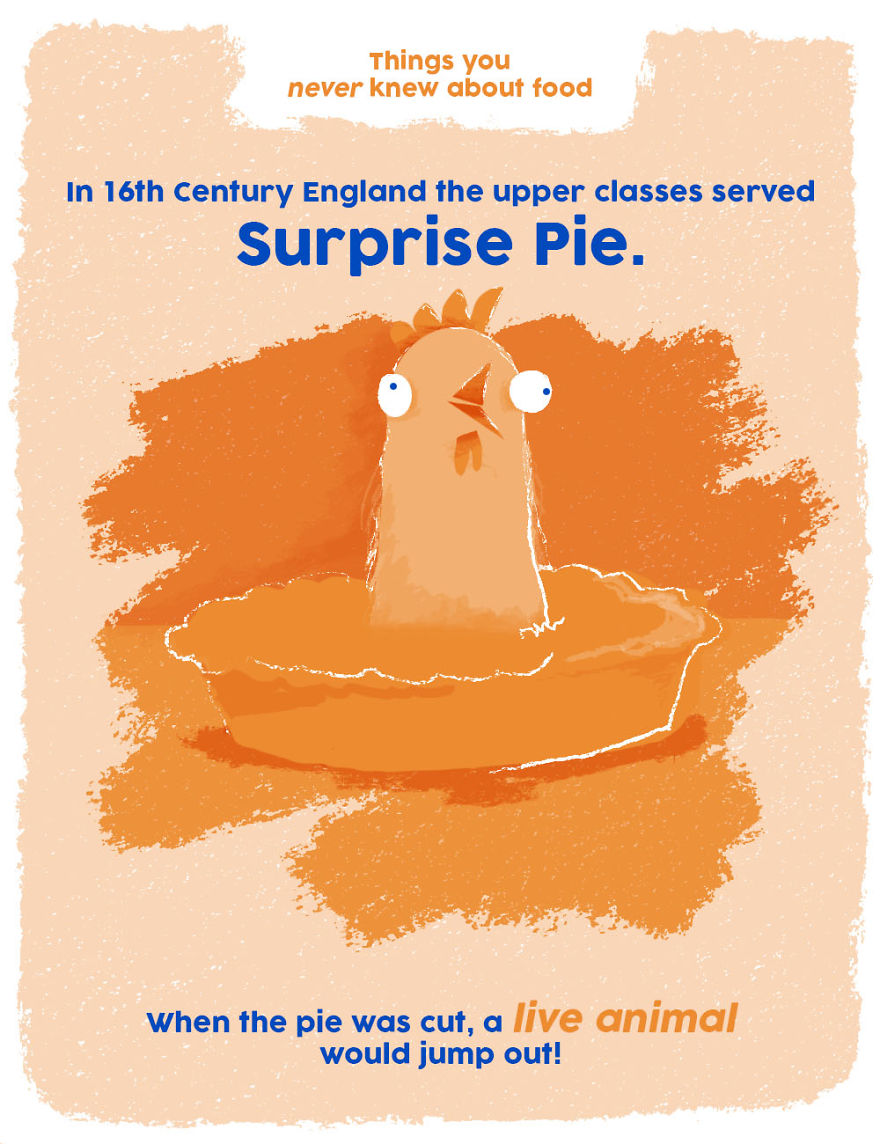 Things you
never knew about food
In 16th Century England the upper classes served
Surprise Pie.
When the pie was cut, a live animal
would jump out!